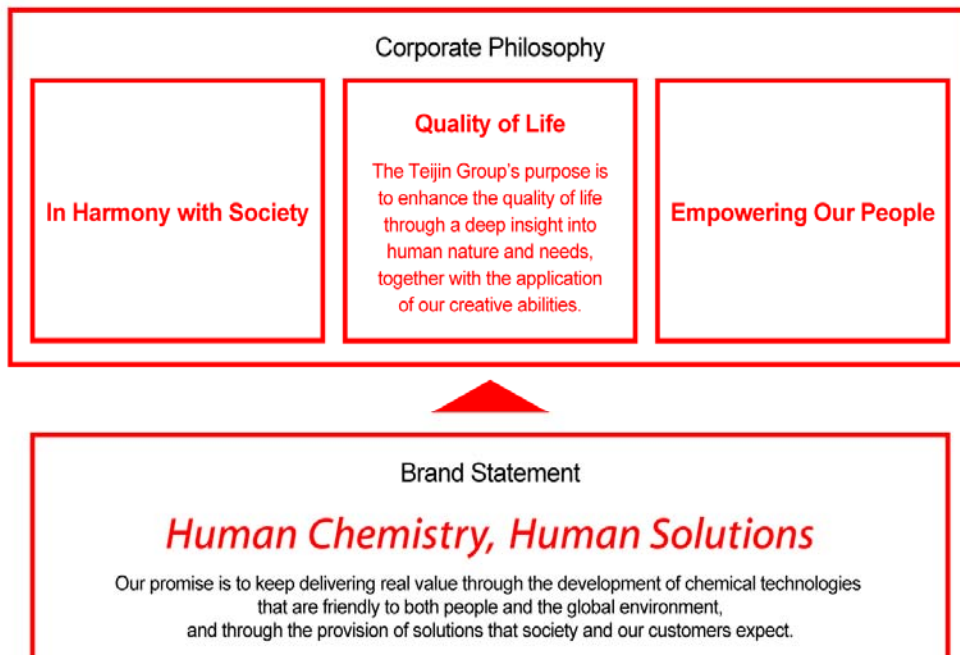 Corporate Philosophy
In Harmony with Society
Quality of Life
The Teijin Group's purpose is
to enhance the quality of life
through a deep insight into
human nature and needs,
together with the application
of our creative abilities.
Empowering Our People
Brand Statement
Human Chemistry, Human Solutions
Our promise is to keep delivering real value through the development of chemical technologies
that are friendly to both people and the global environment,
and through the provision of solutions that society and our customers expect.